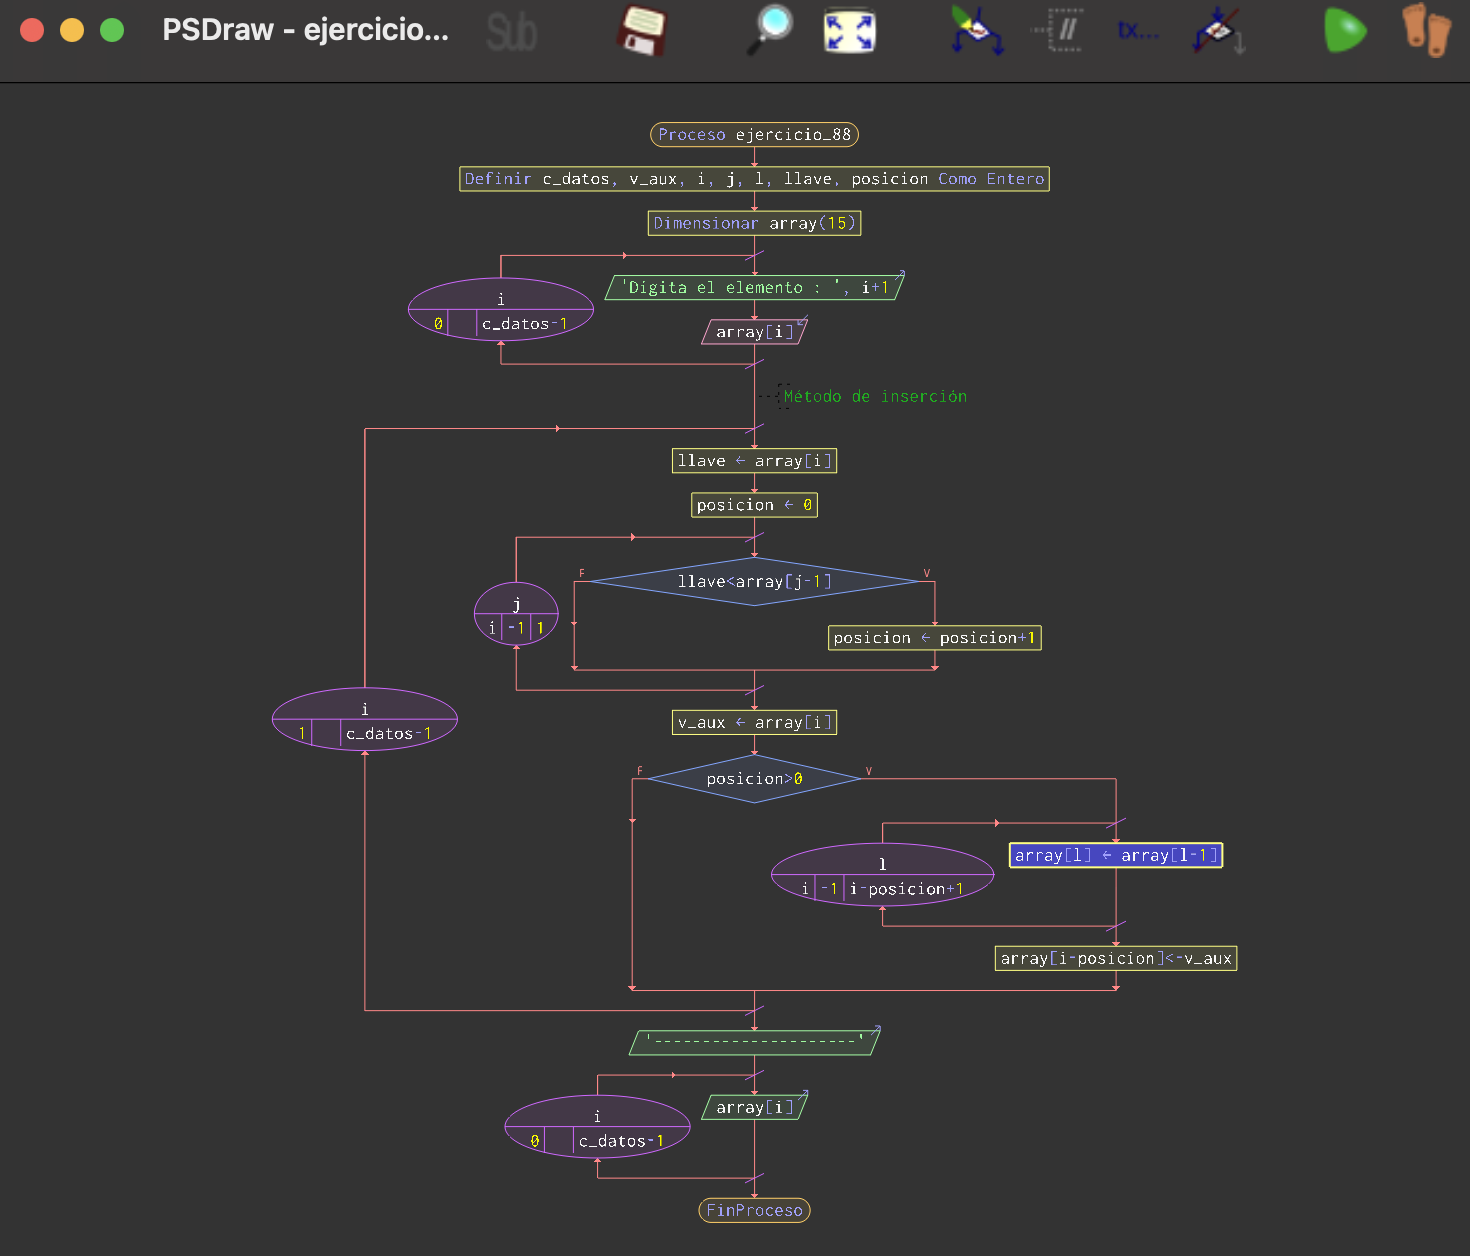 PSDraw - ejercicio...
Sub
//
tx...
Proceso ejercicio_88
Definir c_datos, v_aux, i, j, l, llave, posicion Como Entero
Dimensionar array(15)
'Digita el elemento : ', i+1
i
0 c_datos-1
array[i]
Método de inserción
llave ← array[i]
posicion ← 0
F
V
llave<array[j-1]
j
i -1 1
posicion ← posicion+1
i
1 c_datos-1
v_aux ← array[i]
F
V
posicion>0
array[l] ← array[l-1]
l
i -1 i-posicion+1
array[i-posicion]<-v_aux
'---------------------'
array[i]
i
0 c_datos-1
FinProceso